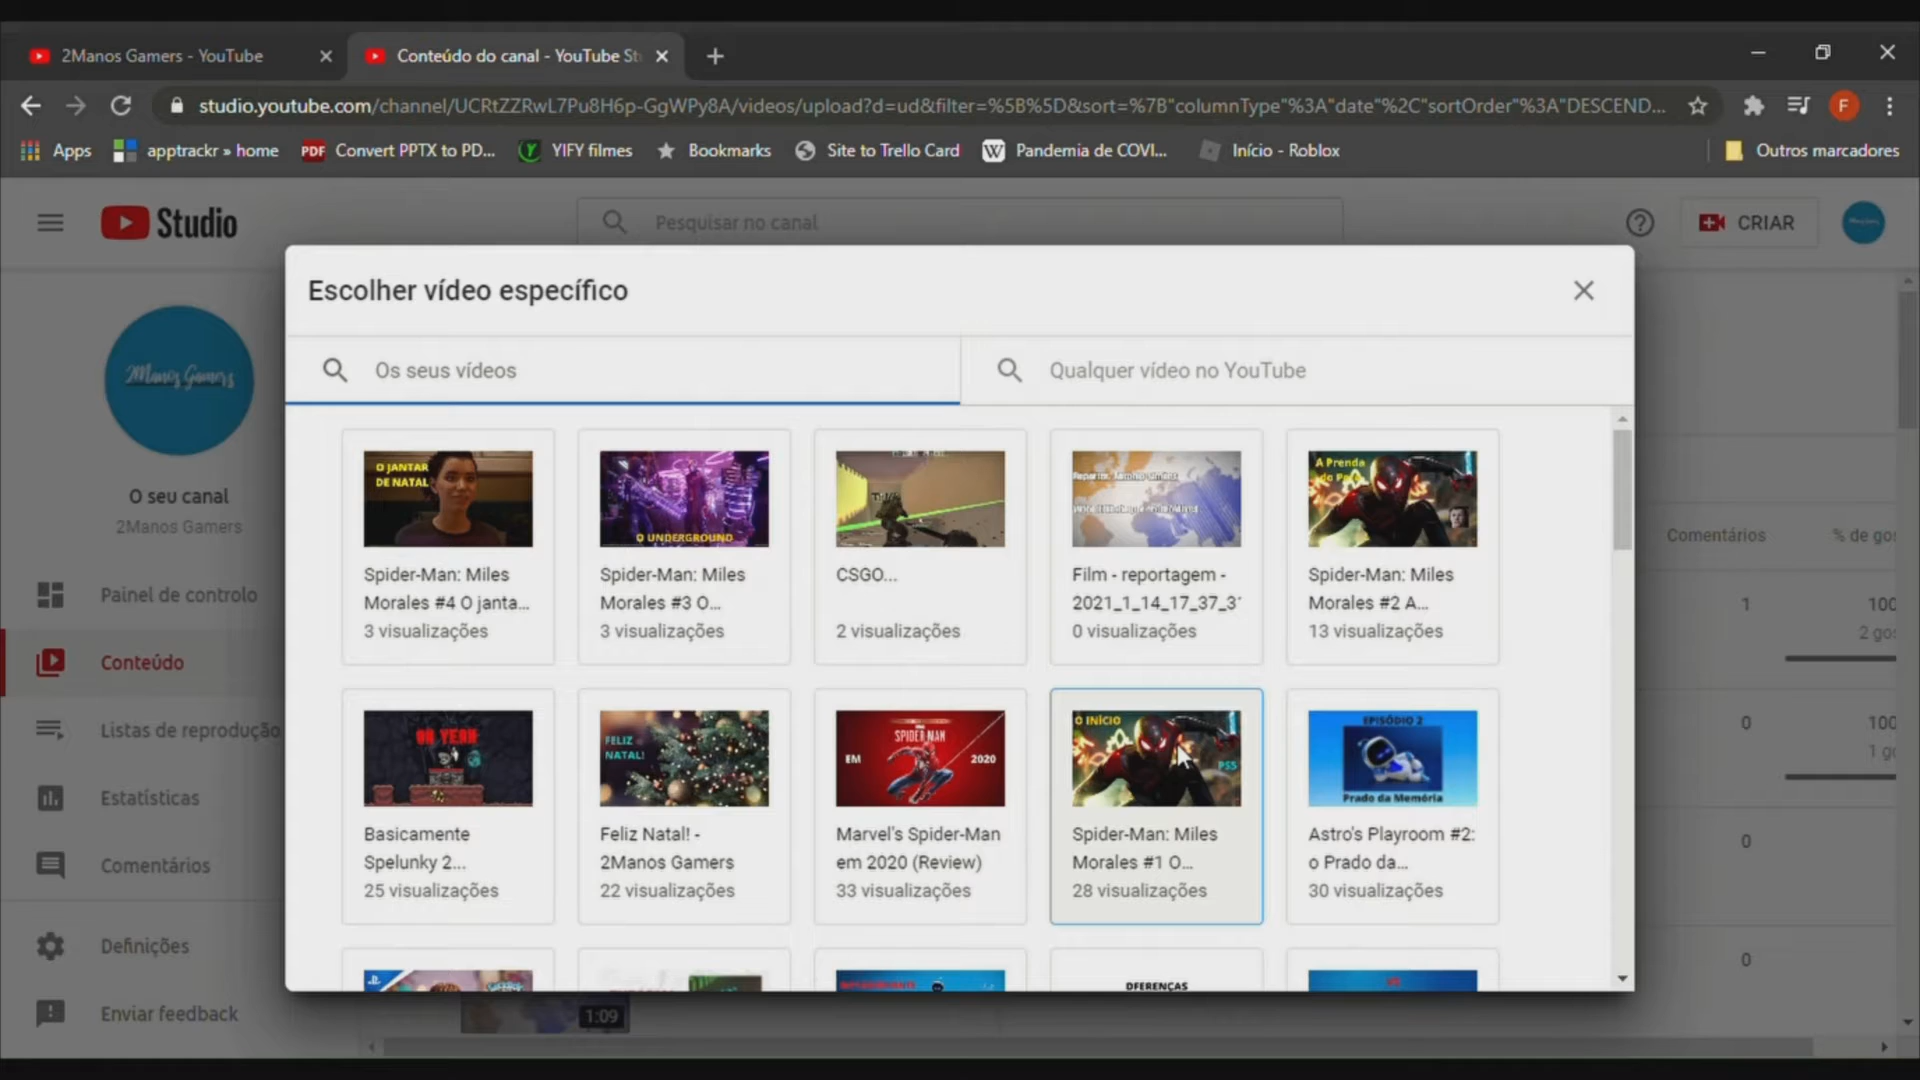 2Manos Gamers - YouTube
Conteúdo do canal - YouTube St
studio.youtube.com/channel/UCRtZZRwL7Pu8H6p-GgWPy8A/videos/upload?d=ud&filter=%5B%5D&sort=%7B"columnType"%3A"date"%2C"sortOrder"%3A"DESCEND...
F
Apps
apptrackr » home
PDF
Convert PPTX to PD...
YIFY filmes
Bookmarks
Site to Trello Card
W
Pandemia de COVI...
Início - Roblox
Outros marcadores
Studio
Pesquisar no canal
CRIAR
Escolher vídeo específico
Os seus vídeos
Qualquer vídeo no YouTube
2Manos Gamers
O seu canal
2Manos Gamers
Painel de controlo
Conteúdo
Listas de reprodução
Estatísticas
Comentários
Definições
Enviar feedback
O JANTAR
DE NATAL
Spider-Man: Miles
Morales #4 O janta...
3 visualizações
O UNDERGROUND
Spider-Man: Miles
Morales #3 O...
3 visualizações
CSGO...
2 visualizações
Film - reportagem -
2021_1_14_17_37_3
0 visualizações
A Prenda
Spider-Man: Miles
Morales #2 A...
13 visualizações
OH YEAH
Basicamente
Spelunky 2...
25 visualizações
FELIZ
NATAL!
Feliz Natal! -
2Manos Gamers
22 visualizações
SPIDER-MAN
EM
2020
Marvel's Spider-Man
em 2020 (Review)
33 visualizações
O INÍCIO
PS5
Spider-Man: Miles
Morales #1 O...
28 visualizações
EPISÓDIO 2
Prado da Memória
Astro's Playroom #2:
o Prado da...
30 visualizações
DFERENÇAS
1:09
Comentários
% de gos
1
100
2 gos
0
100
1 go
0
0